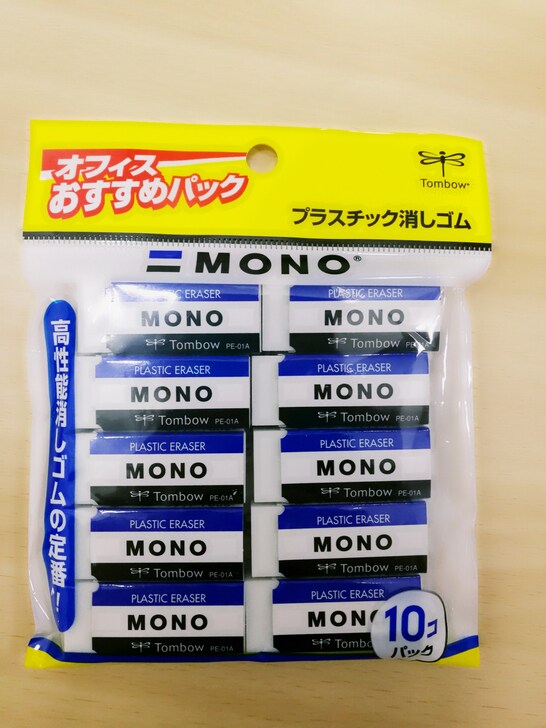 オフィス
おすすめパック
Tombow
プラスチック消しゴム
MONO®
高性能消しゴムの定番!
PLASTIC ERASER
MONO
Tombow PE-01A
PLASTIC ERASER
MONO
Tombow PE-01A
PLASTIC ERASER
MONO
Tombow PE-01A
PLASTIC ERASER
MONO
Tombow PE-01A
PLASTIC ERASER
MONO
Tombow PE-01A
PLASTIC ERASER
MONO
Tombow PE-01A
PLASTIC ERASER
MONO
Tombow PE-01A
PLASTIC ERASER
MONO
Tombow PE-01A
PLASTIC ERASER
MONO
Tombow PE-01A
PLASTIC ERASER
MON
Tombow
10コ
パック